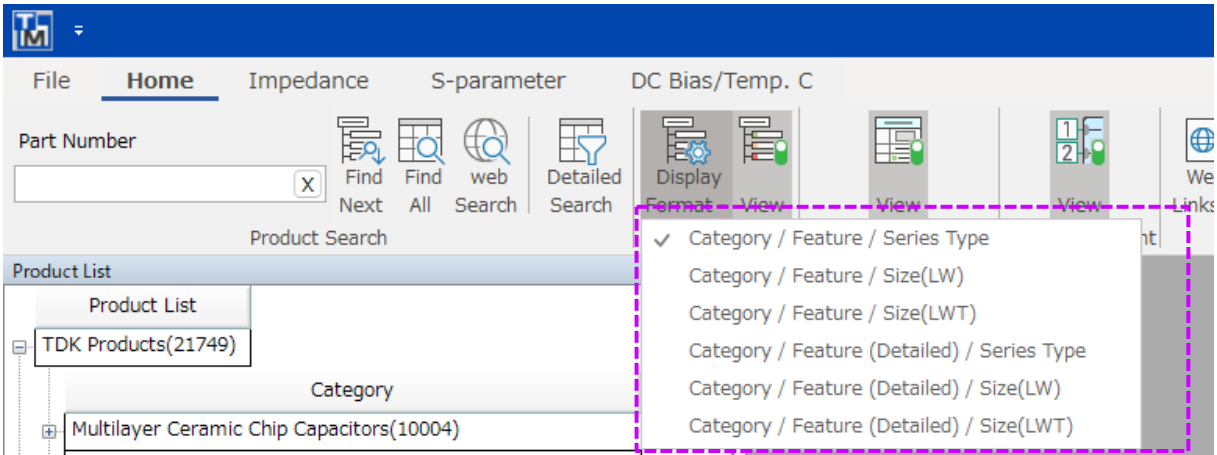 TM
File Home Impedance S-parameter DC Bias/Temp. C
Part Number
X
Find Next
Find All
web Search
Detailed Search
Display Format
View
View
View
We
Links
Product Search
nt
✓ Category / Feature / Series Type
Category / Feature / Size(LW)
Category / Feature / Size(LWT)
Category / Feature (Detailed) / Series Type
Category / Feature (Detailed) / Size(LW)
Category / Feature (Detailed) / Size(LWT)
Product List
Product List
TDK Products(21749)
Category
Multilayer Ceramic Chip Capacitors(10004)